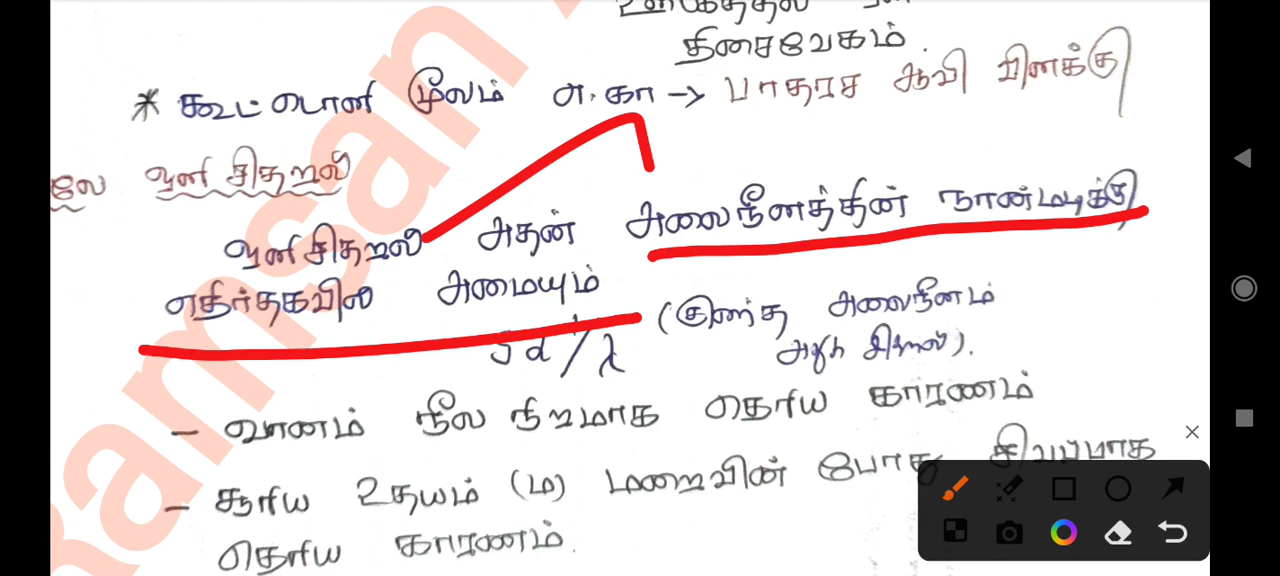 திசைவேகம்.
* கூட்டொளி மூலம் எ.கா → பாதரச ஆவி விளக்கு
லே ஒளி சிதறல்
ஒளிசிதறல் அதன் அலைநீளத்தின் நான்மடிக்கு
எதிர்தகவில் அமையும்
(குறைந்த அலைநீளம்
அதிக சிதறல்).
S α 1/λ
- வானம் நீல நிறமாக தெரிய காரணம்
- சூரிய உதயம் (ம) மறைவின் போது சிவப்பாக
தெரிய காரணம்.